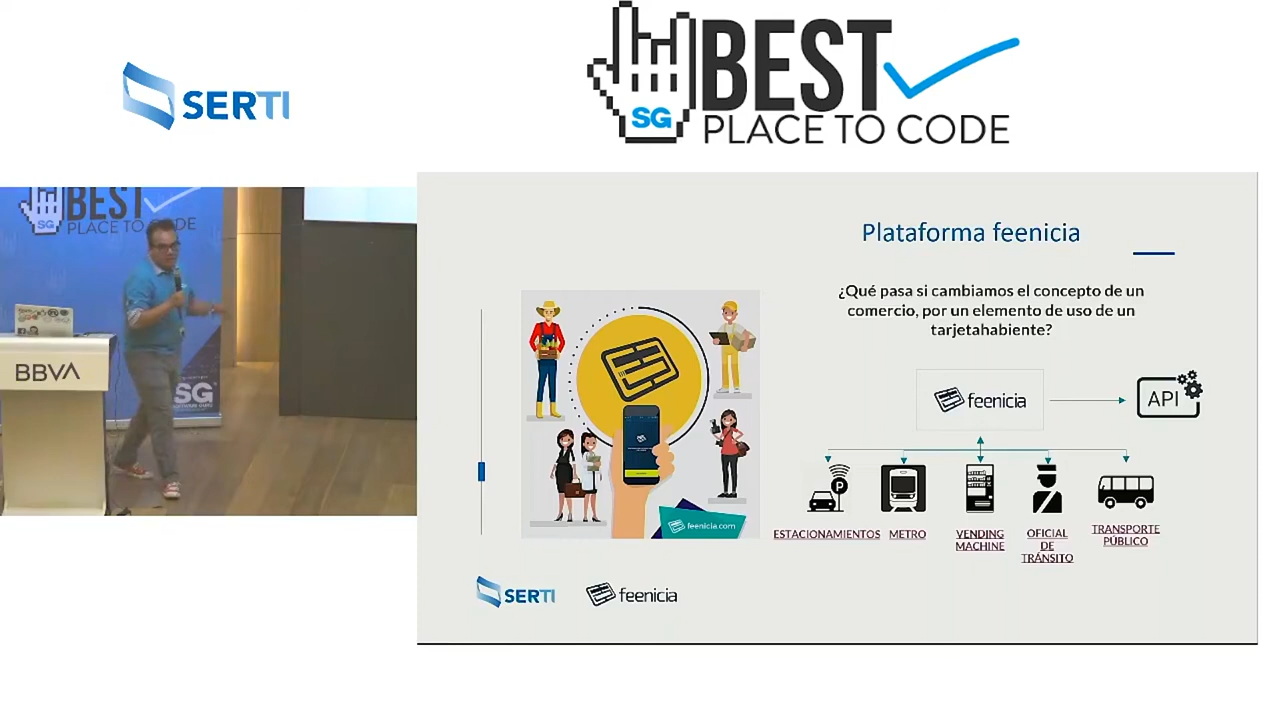 SERTI
BEST
SG
PLACE TO CODE
BEST
SG
PLACE TO CODE
BBVA
SG
Plataforma feenicia
¿Qué pasa si cambiamos el concepto de un
comercio, por un elemento de uso de un
tarjetahabiente?
feenicia
API
P
ESTACIONAMIENTOS
METRO
VENDING
MACHINE
OFICIAL
DE
TRÁNSITO
TRANSPORTE
PÚBLICO
feenicia.com
SERTI
feenicia